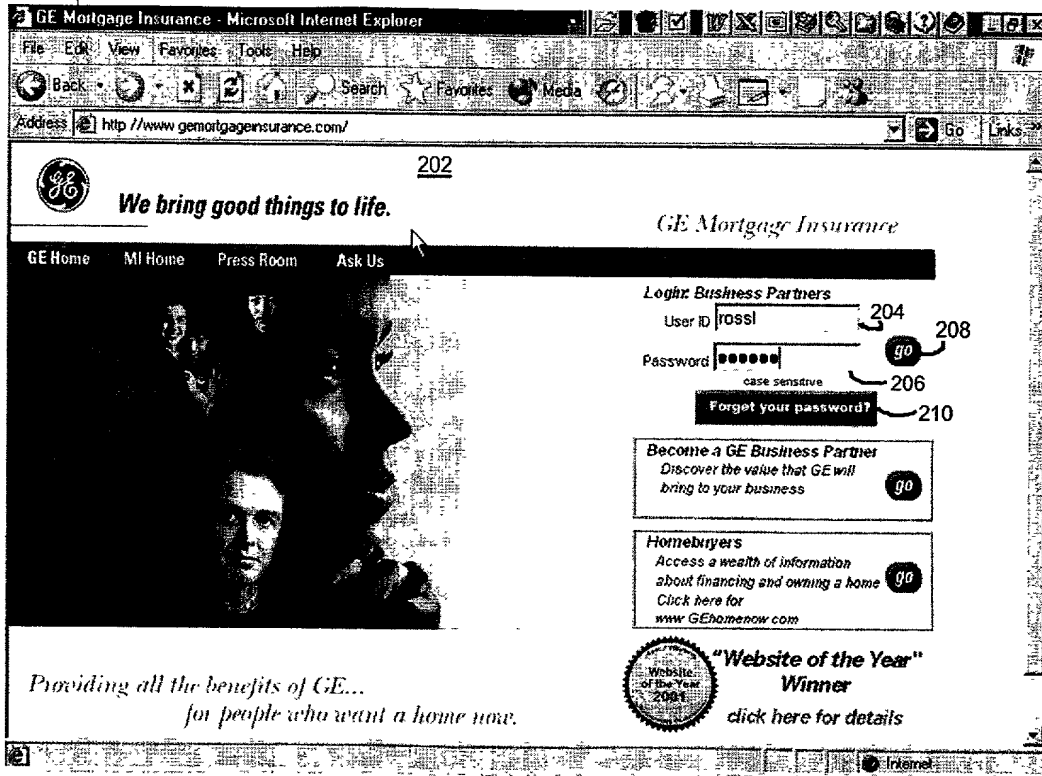 GE Mortgage Insurance - Microsoft Internet Explorer
File Edit View Favorites Tools Help
Back Search Favorites Media
Address http //www gemortgageinsurance.com/ Go Links
202
GE
We bring good things to life.
GE Mortgage Insurance
GE Home MI Home Press Room Ask Us
Login: Business Partners
User ID rossl 204
go 208
Password ●●●●●●
case sensitive 206
Forget your password? 210
Become a GE Business Partner
Discover the value that GE will
bring to your business
go
Homebuyers
Access a wealth of information
about financing and owning a home
go
Click here for
www GEhomenow com
Website
of the Year
2001
"Website of the Year"
Winner
click here for details
Providing all the benefits of GE...
for people who want a home now.
Internet